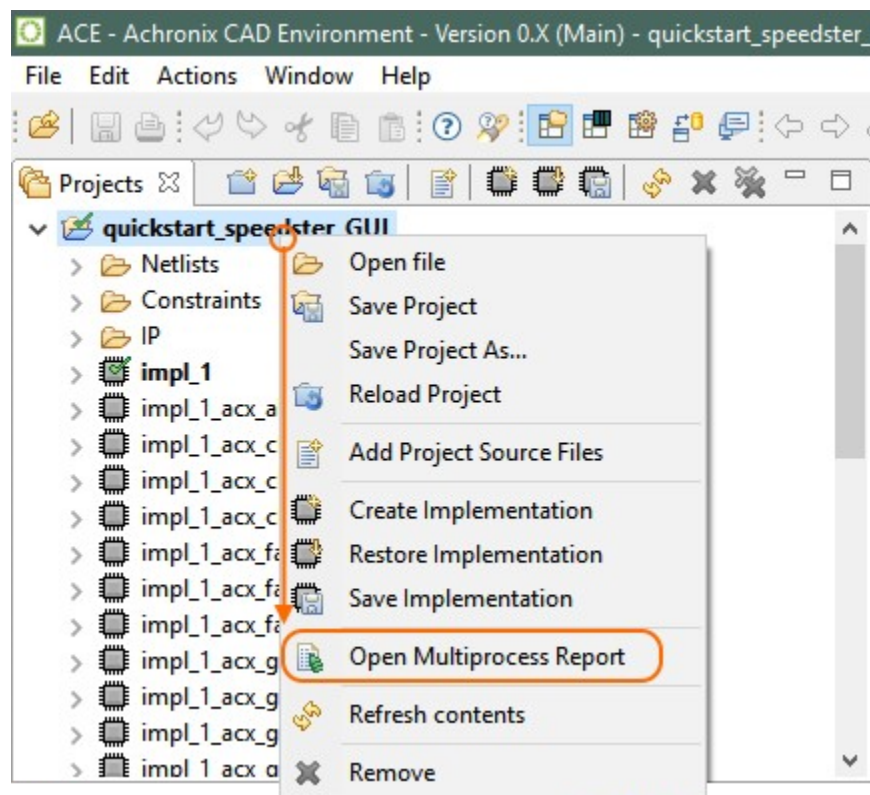 ACE - Achronix CAD Environment - Version 0.X (Main) - quickstart_speedster_
File Edit Actions Window Help
Projects
quickstart_speedster_GUI
Netlists
Constraints
IP
impl_1
impl_1_acx_a
impl_1_acx_c
impl_1_acx_c
impl_1_acx_c
impl_1_acx_fa
impl_1_acx_fa
impl_1_acx_fa
impl_1_acx_g
impl_1_acx_g
impl_1_acx_g
impl_1_acx_g
Open file
Save Project
Save Project As...
Reload Project
Add Project Source Files
Create Implementation
Restore Implementation
Save Implementation
Open Multiprocess Report
Refresh contents
Remove